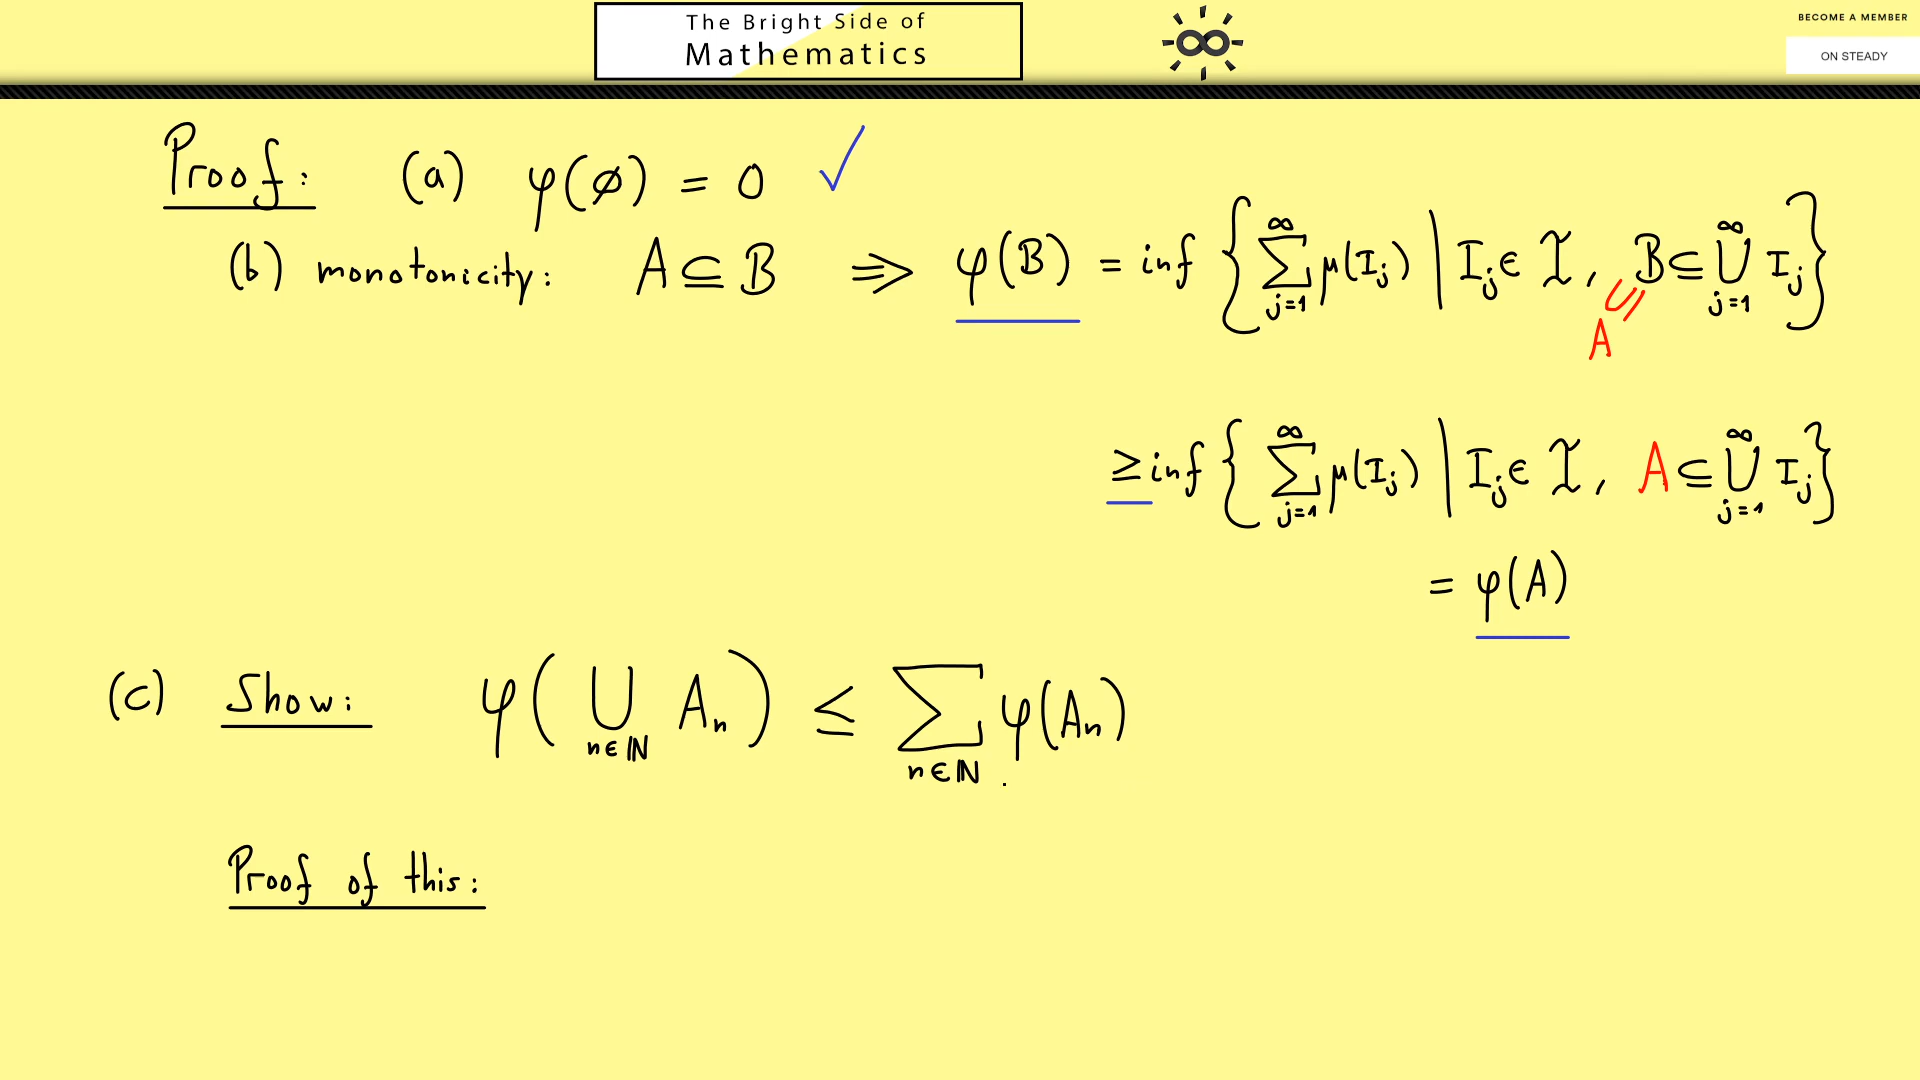 The Bright Side of
Mathematics
BECOME A MEMBER
ON STEADY
Proof: (a) φ(∅) = 0 ✓
(b) monotonicity: A ⊆ B ⇒ φ(B) = inf { ∑_{j=1}^∞ μ(I_j) | I_j ∈ ℐ, B ⊆ ⋃_{j=1}^∞ I_j }
⊆
A
≥ inf { ∑_{j=1}^∞ μ(I_j) | I_j ∈ ℐ, A ⊆ ⋃_{j=1}^∞ I_j }
= φ(A)
(c) Show: φ( ⋃_{n∈ℕ} A_n ) ≤ ∑_{n∈ℕ} φ(A_n)
Proof of this: